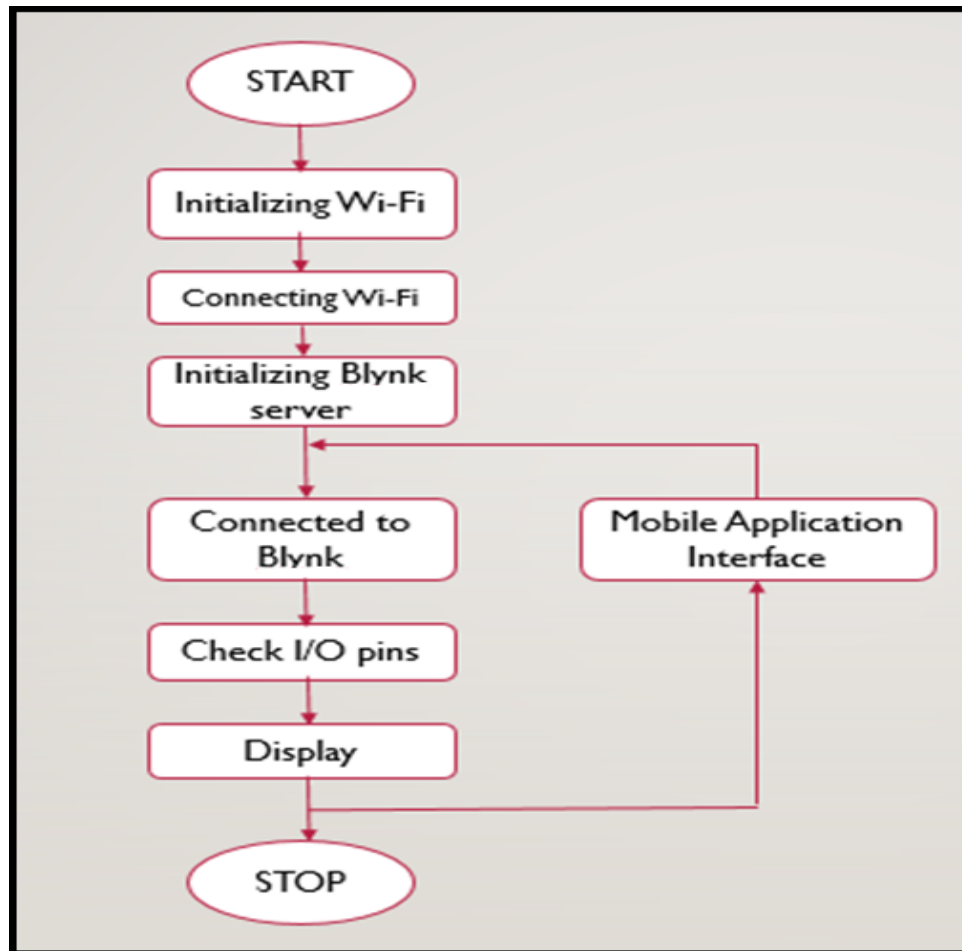 START
Initializing Wi-Fi
Connecting Wi-Fi
Initializing Blynk
server
Connected to
Blynk
Mobile Application
Interface
Check I/O pins
Display
STOP